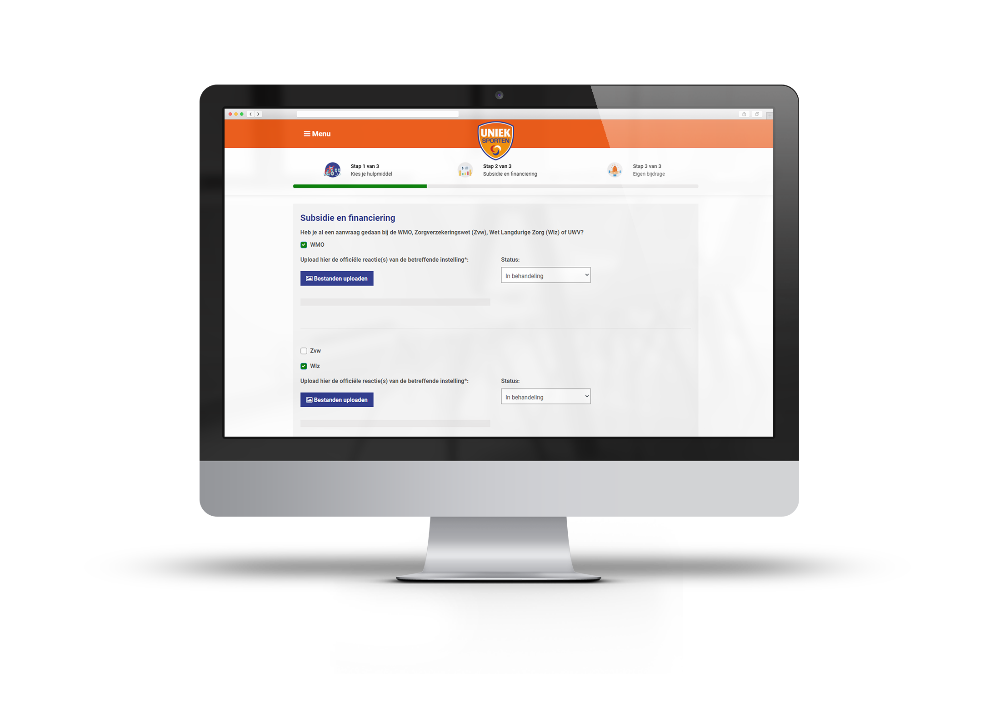 Menu
UNIEK
SPORTEN
Stap 1 van 3
Kies je hulpmiddel
Stap 2 van 3
Subsidie en financiering
Stap 3 van 3
Eigen bijdrage
Subsidie en financiering
Heb je al een aanvraag gedaan bij de WMO, Zorgverzekeringswet (Zvw), Wet Langdurige Zorg (Wlz) of UWV?
WMO
Upload hier de officiële reactie(s) van de betreffende instelling*:
Status:
Bestanden uploaden
In behandeling
Zvw
Wlz
Upload hier de officiële reactie(s) van de betreffende instelling*:
Status:
Bestanden uploaden
In behandeling